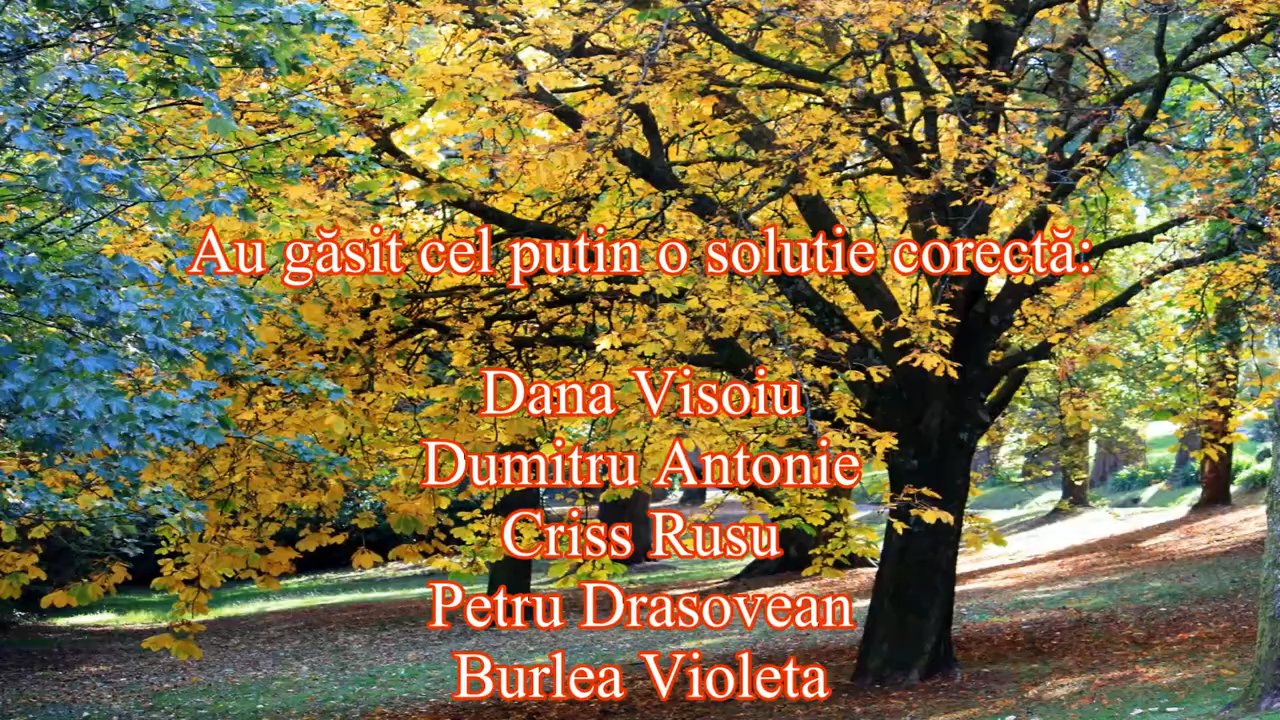 Au găsit cel putin o solutie corectă:
Dana Visoiu
Dumitru Antonie
Criss Rusu
Petru Drasovean
Burlea Violeta